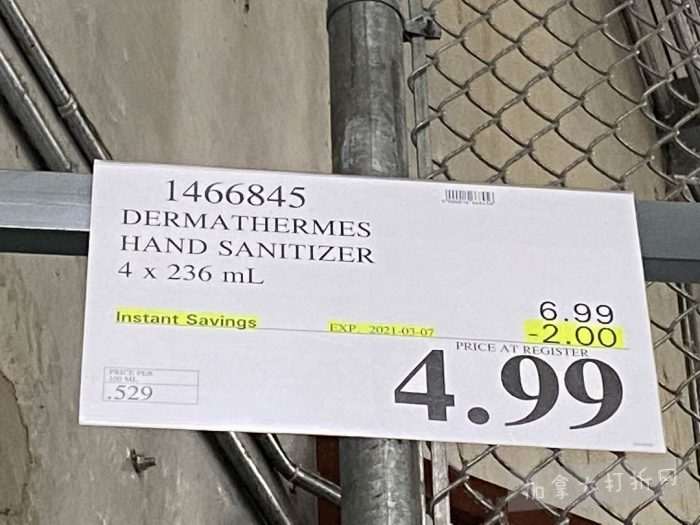 1466845
DERMATHERMES
HAND SANITIZER
4 x 236 mL
6.99
Instant Savings EXP. 2021-03-07 -2.00
PRICE AT REGISTER
4.99
PRICE PER
100 ML
.529
加拿大打折网